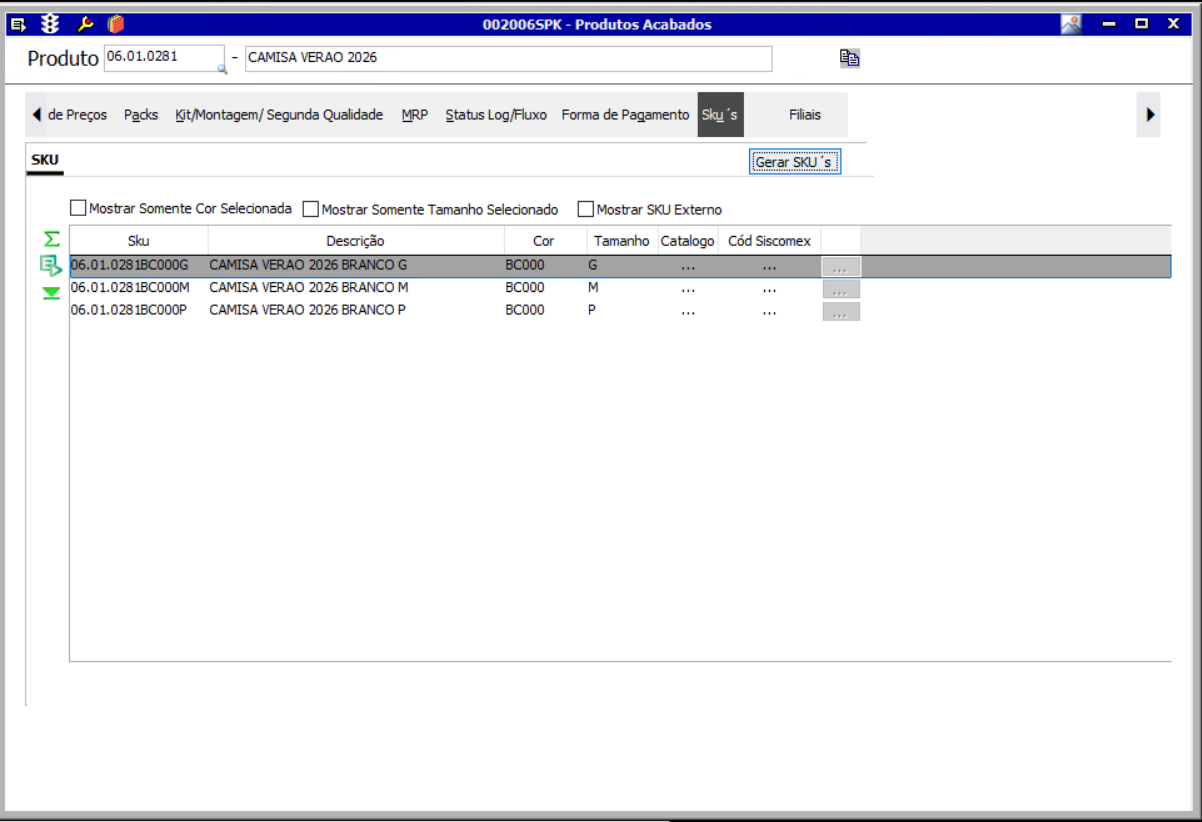 002006SPK - Produtos Acabados
Produto 06.01.0281 - CAMISA VERAO 2026
de Preços Packs Kit/Montagem/ Segunda Qualidade MRP Status Log/Fluxo Forma de Pagamento Sku´s Filiais
SKU Gerar SKU´s
Mostrar Somente Cor Selecionada Mostrar Somente Tamanho Selecionado Mostrar SKU Externo
Sku Descrição Cor Tamanho Catalogo Cód Siscomex
06.01.0281BC000G CAMISA VERAO 2026 BRANCO G BC000 G ... ... ...
06.01.0281BC000M CAMISA VERAO 2026 BRANCO M BC000 M ... ... ...
06.01.0281BC000P CAMISA VERAO 2026 BRANCO P BC000 P ... ... ...